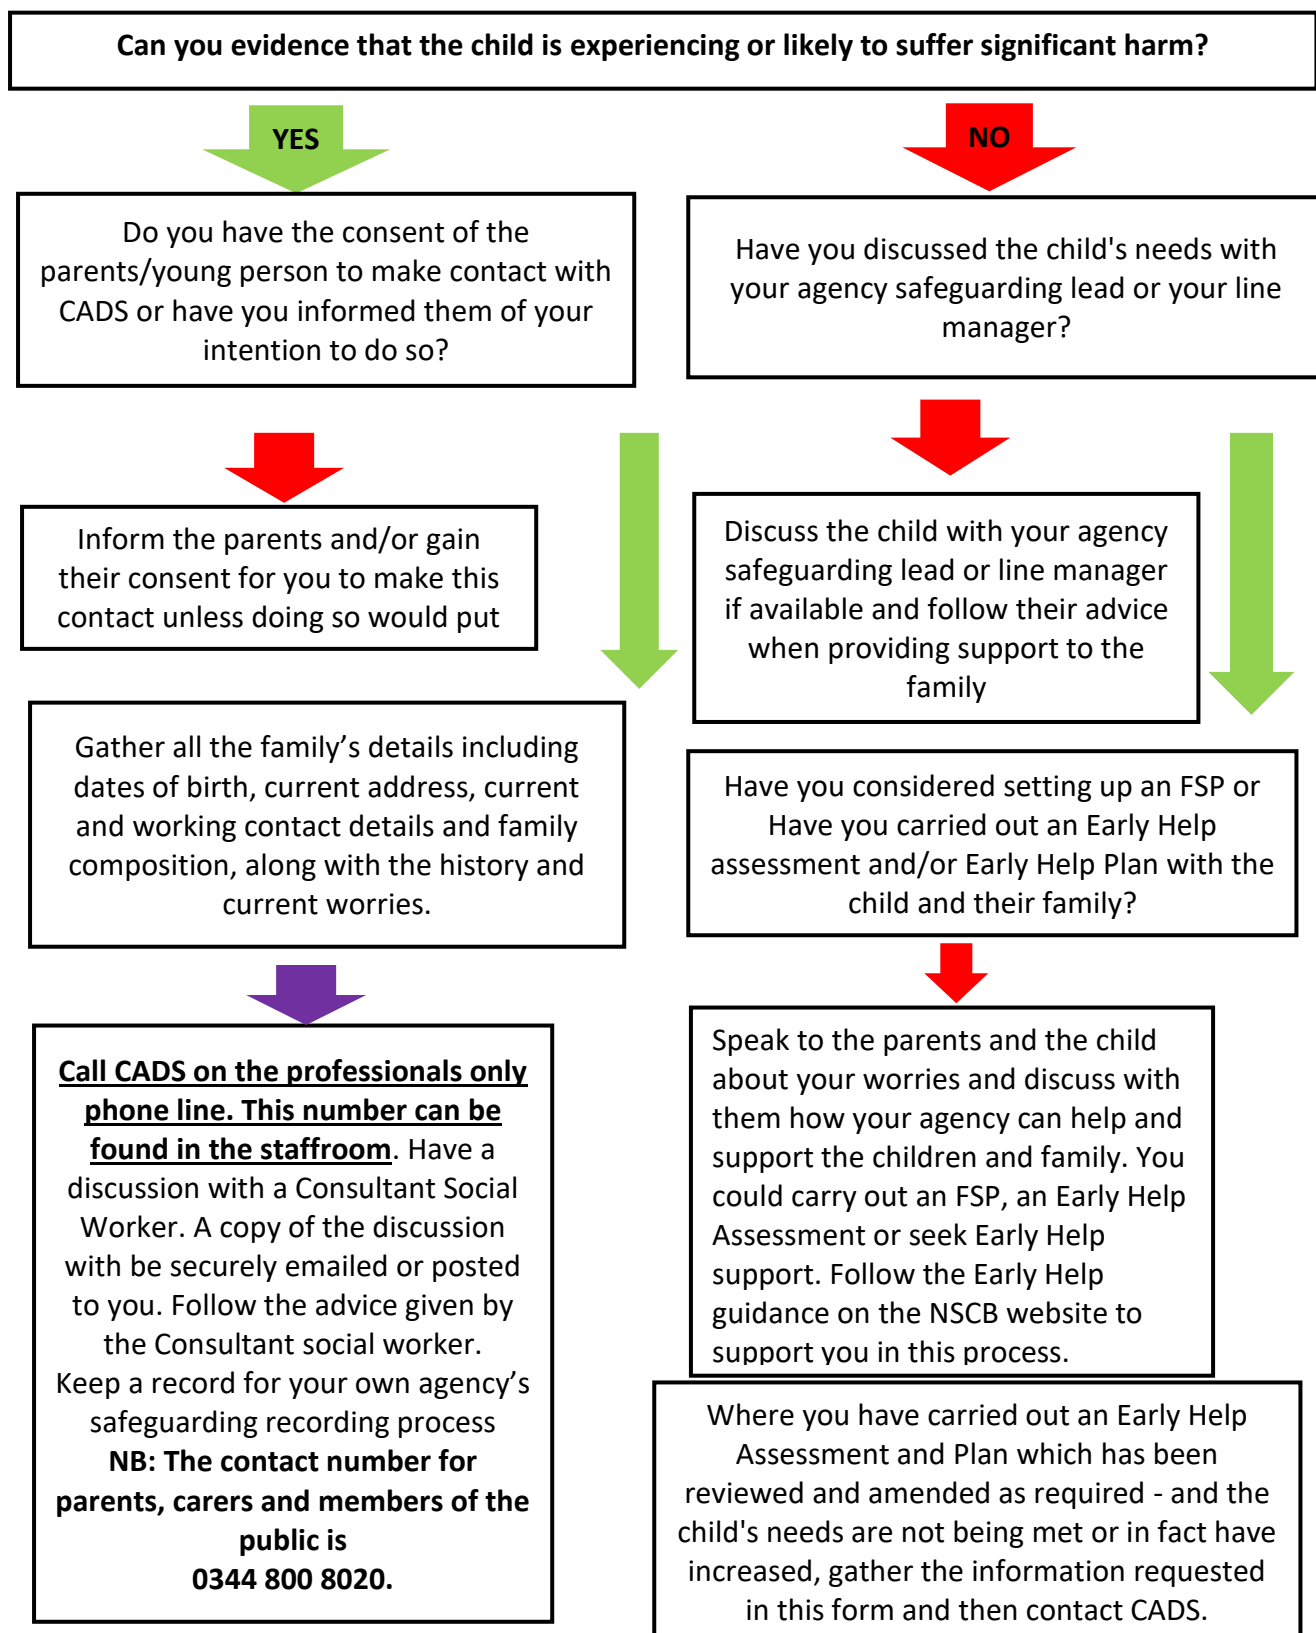 Can you evidence that the child is experiencing or likely to suffer significant harm?
YES
NO
Do you have the consent of the
parents/young person to make contact with
CADS or have you informed them of your
intention to do so?
Have you discussed the child's needs with
your agency safeguarding lead or your line
manager?
Inform the parents and/or gain
their consent for you to make this
contact unless doing so would put
Discuss the child with your agency
safeguarding lead or line manager
if available and follow their advice
when providing support to the
family
Gather all the family’s details including
dates of birth, current address, current
and working contact details and family
composition, along with the history and
current worries.
Have you considered setting up an FSP or
Have you carried out an Early Help
assessment and/or Early Help Plan with the
child and their family?
Call CADS on the professionals only
phone line. This number can be
found in the staffroom. Have a
discussion with a Consultant Social
Worker. A copy of the discussion
with be securely emailed or posted
to you. Follow the advice given by
the Consultant social worker.
Keep a record for your own agency’s
safeguarding recording process
NB: The contact number for
parents, carers and members of the
public is
0344 800 8020.
Speak to the parents and the child
about your worries and discuss with
them how your agency can help and
support the children and family. You
could carry out an FSP, an Early Help
Assessment or seek Early Help
support. Follow the Early Help
guidance on the NSCB website to
support you in this process.
Where you have carried out an Early Help
Assessment and Plan which has been
reviewed and amended as required - and the
child's needs are not being met or in fact have
increased, gather the information requested
in this form and then contact CADS.